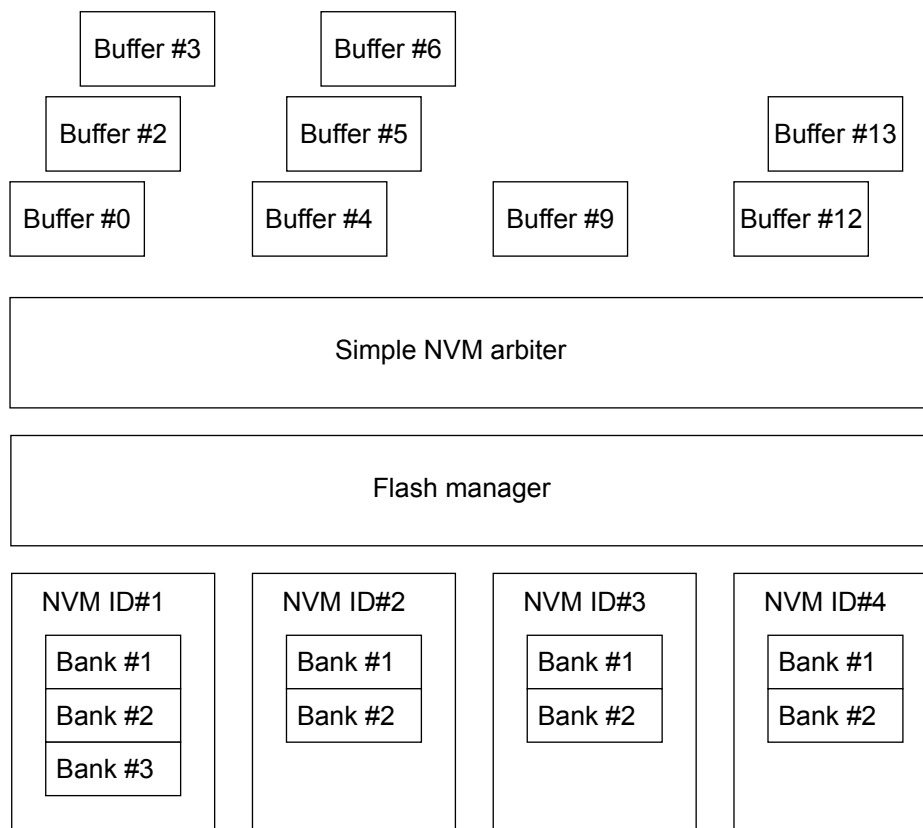 Buffer #3
Buffer #6
Buffer #2
Buffer #5
Buffer #13
Buffer #0
Buffer #4
Buffer #9
Buffer #12
Simple NVM arbiter
Flash manager
NVM ID#1
NVM ID#2
NVM ID#3
NVM ID#4
Bank #1
Bank #1
Bank #1
Bank #1
Bank #2
Bank #2
Bank #2
Bank #2
Bank #3